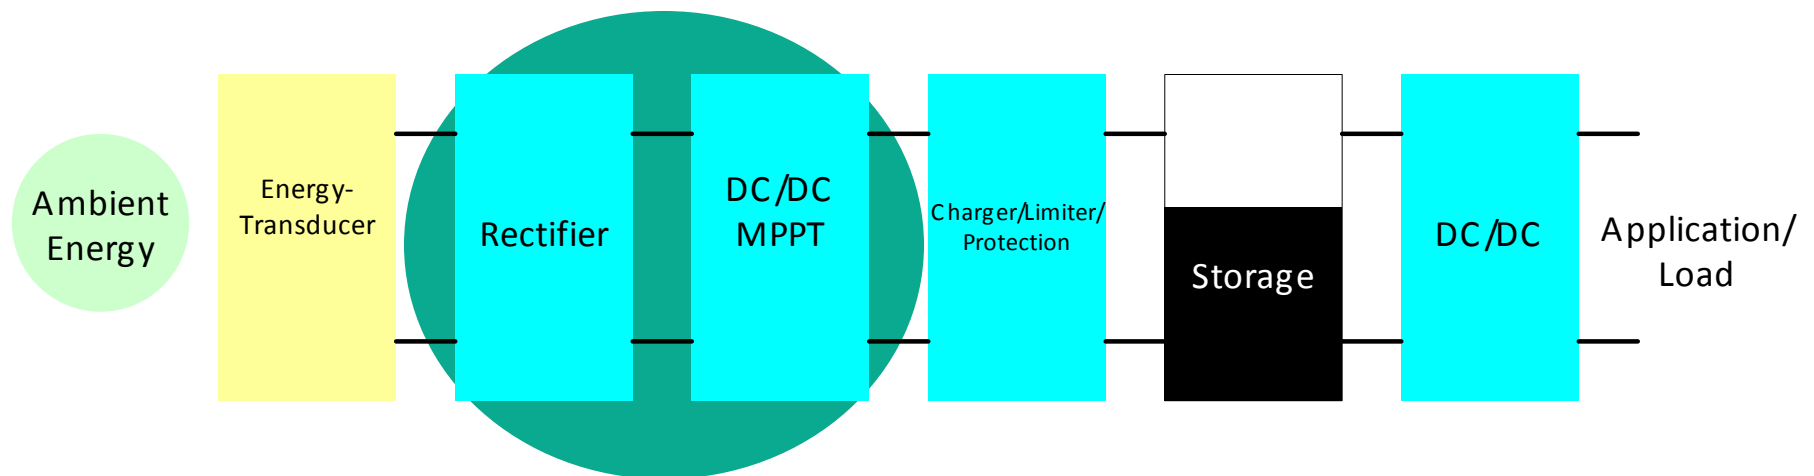 Ambient
Energy
Energy-
Transducer
Rectifier
DC/DC
MPPT
Charger/Limiter/
Protection
Storage
DC/DC
Application/
Load